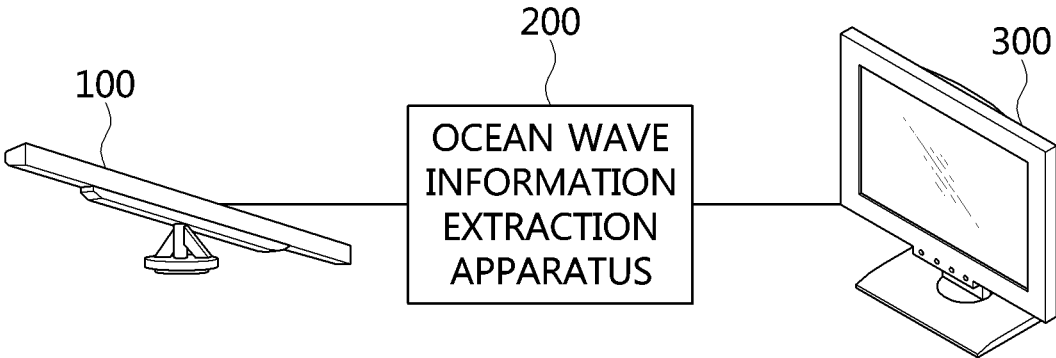 200
300
100
OCEAN WAVE
INFORMATION
EXTRACTION
APPARATUS